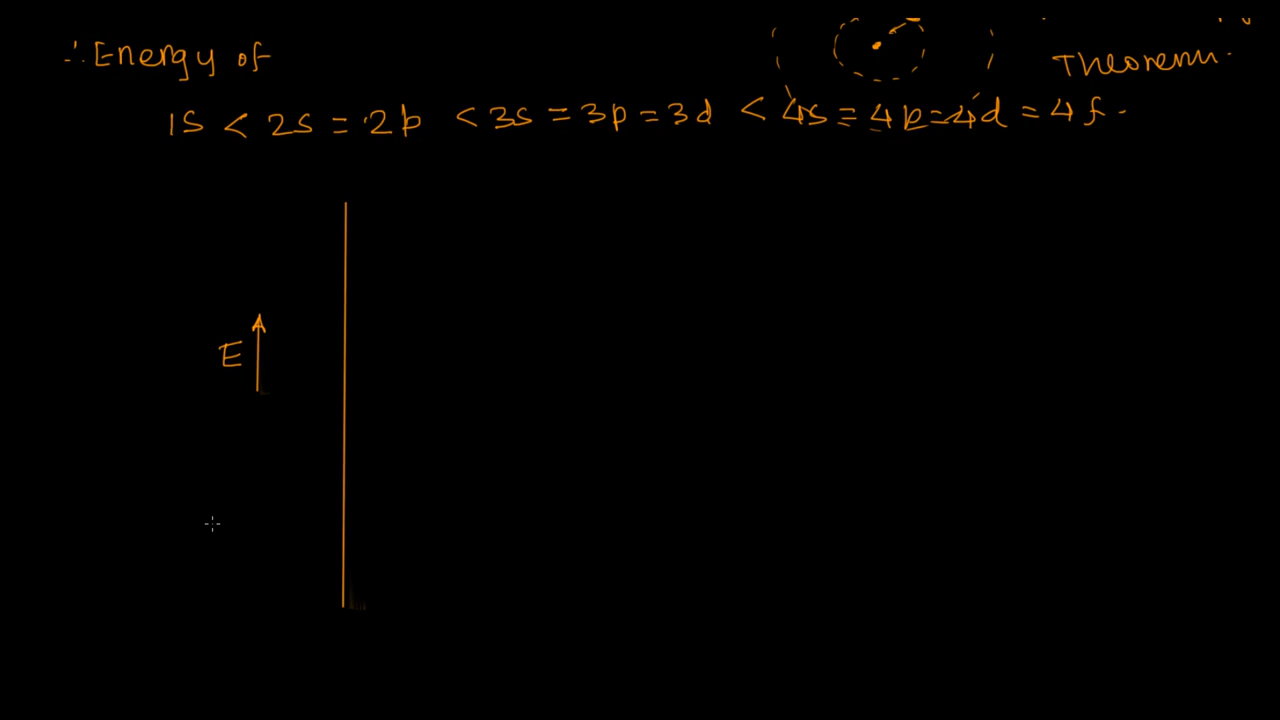 ∴ Energy of
Theorem.
1S < 2s = 2p < 3s = 3p = 3d < 4s = 4p = 4d = 4f.
E